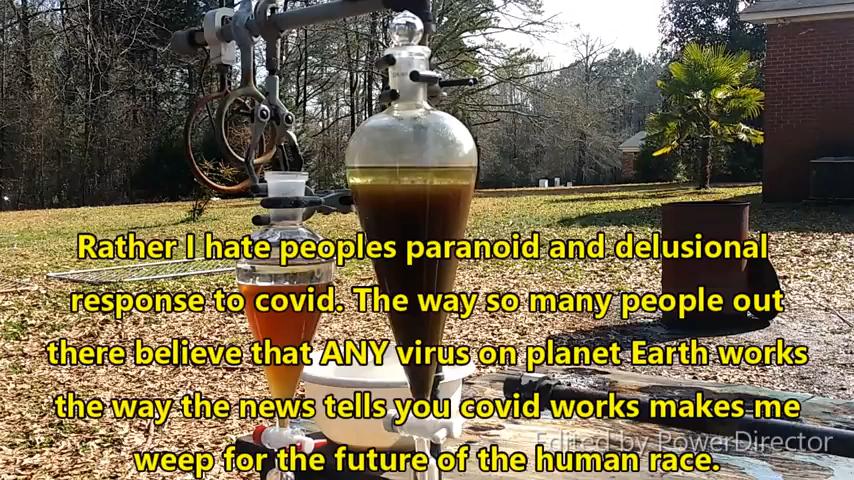 Rather I hate peoples paranoid and delusional
response to covid. The way so many people out
there believe that ANY virus on planet Earth works
the way the news tells you covid works makes me
weep for the future of the human race.
Edited by PowerDirector